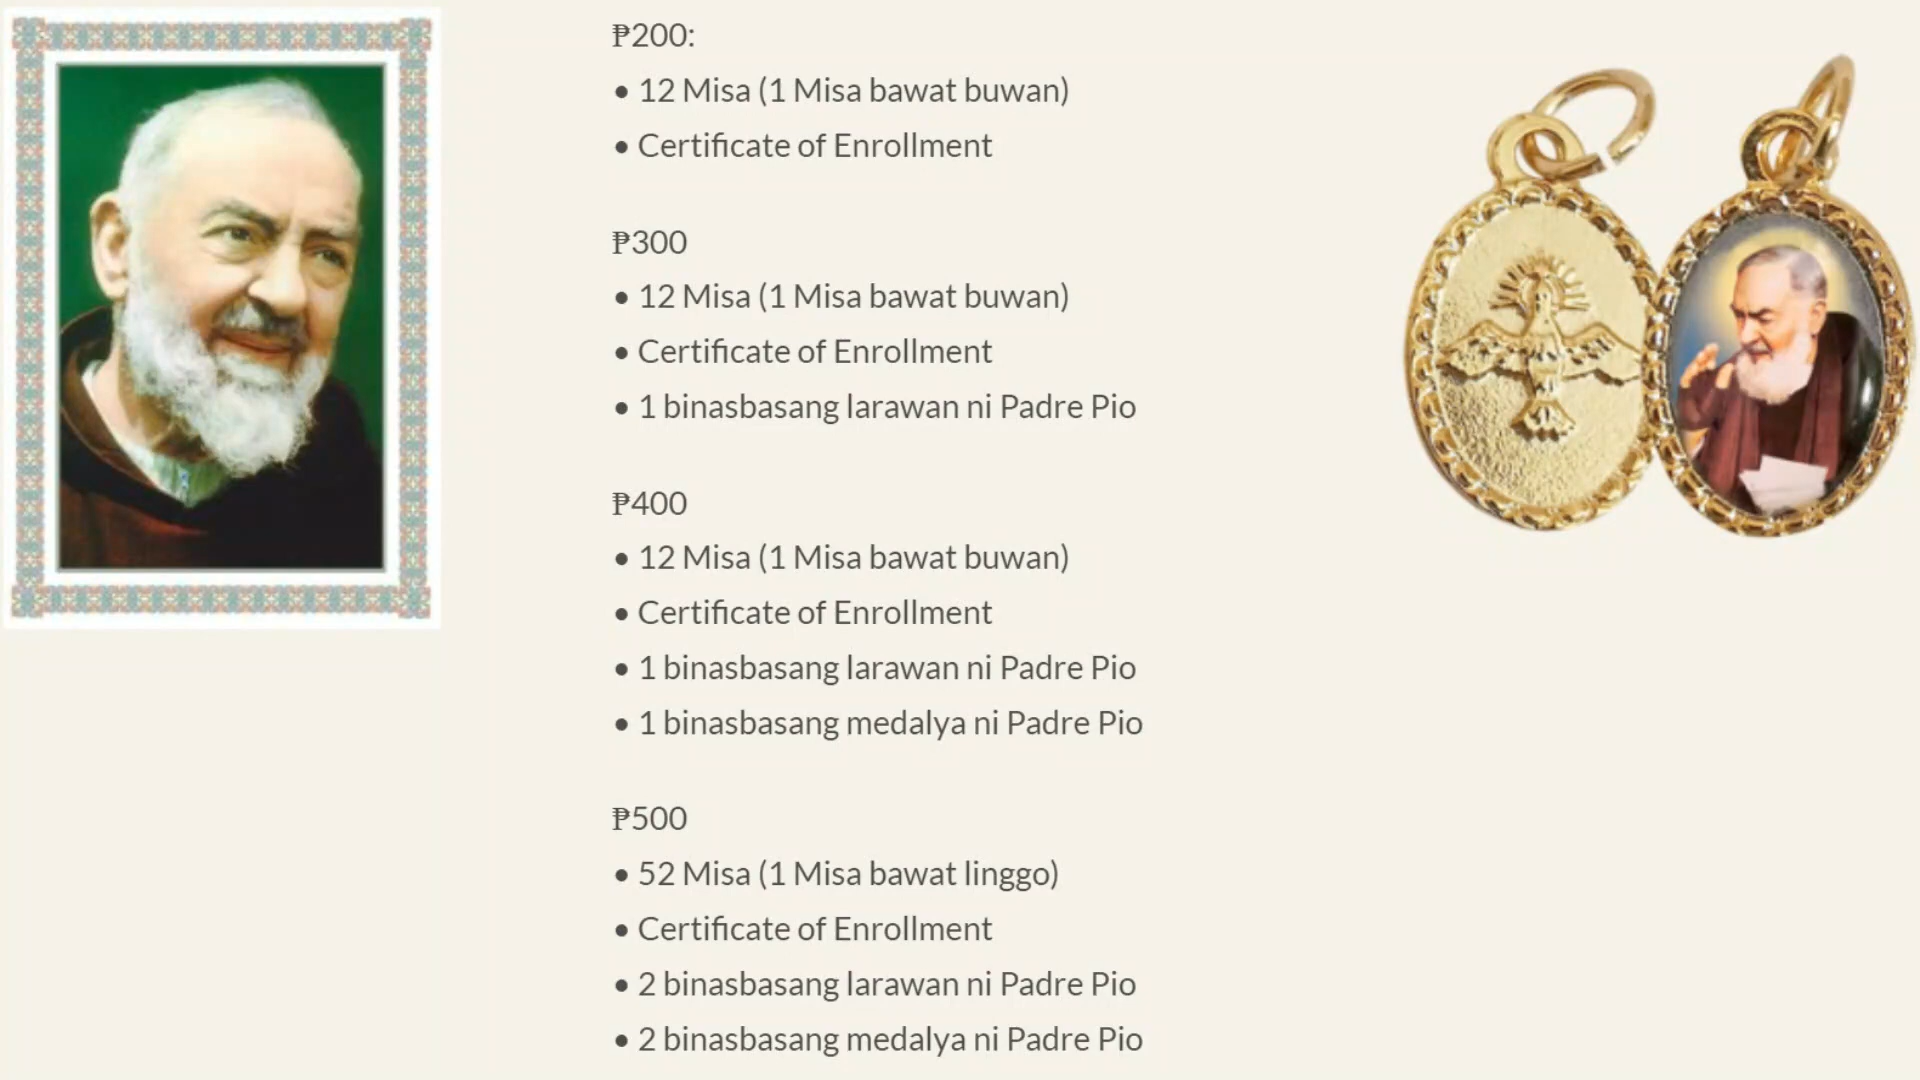 ₱200:
• 12 Misa (1 Misa bawat buwan)
• Certificate of Enrollment
₱300
• 12 Misa (1 Misa bawat buwan)
• Certificate of Enrollment
• 1 binasbasang larawan ni Padre Pio
₱400
• 12 Misa (1 Misa bawat buwan)
• Certificate of Enrollment
• 1 binasbasang larawan ni Padre Pio
• 1 binasbasang medalya ni Padre Pio
₱500
• 52 Misa (1 Misa bawat linggo)
• Certificate of Enrollment
• 2 binasbasang larawan ni Padre Pio
• 2 binasbasang medalya ni Padre Pio